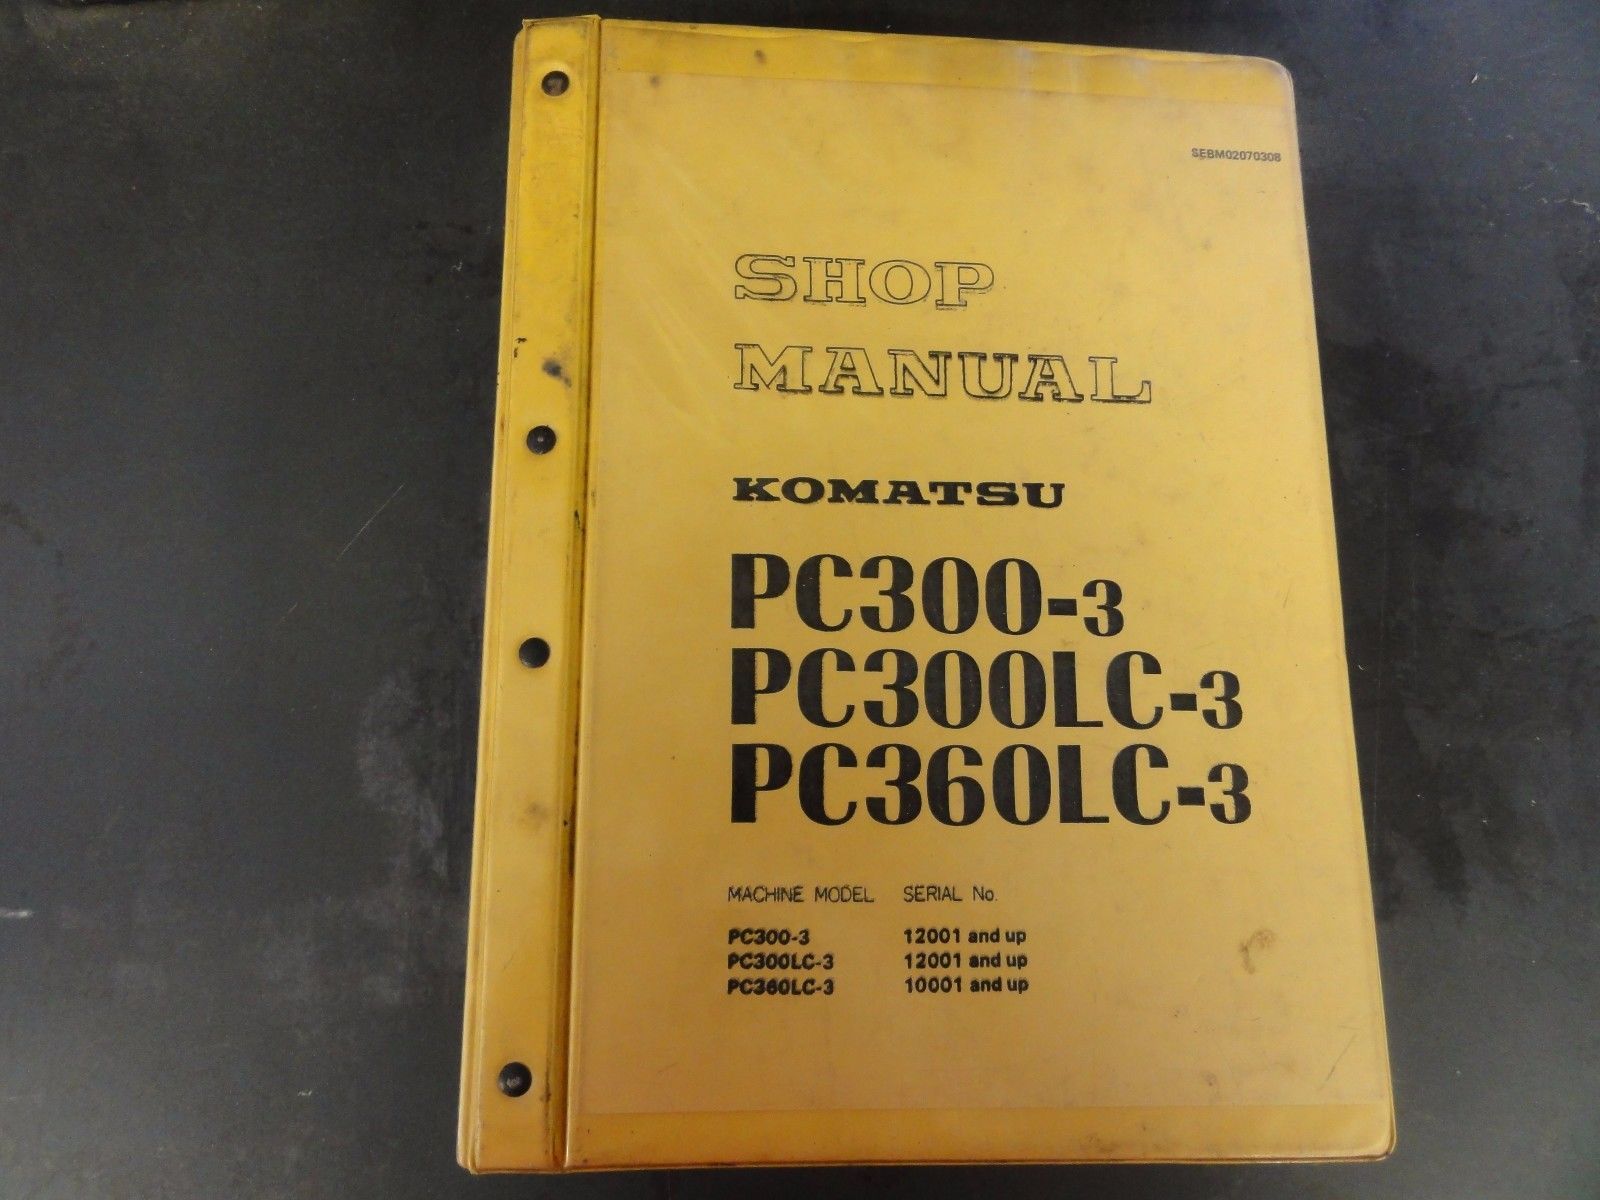 SEBM02070308
SHOP
MANUAL
KOMATSU
PC300-3
PC300LC-3
PC360LC-3
MACHINE MODEL SERIAL No.
PC300-3 12001 and up
PC300LC-3 12001 and up
PC360LC-3 10001 and up